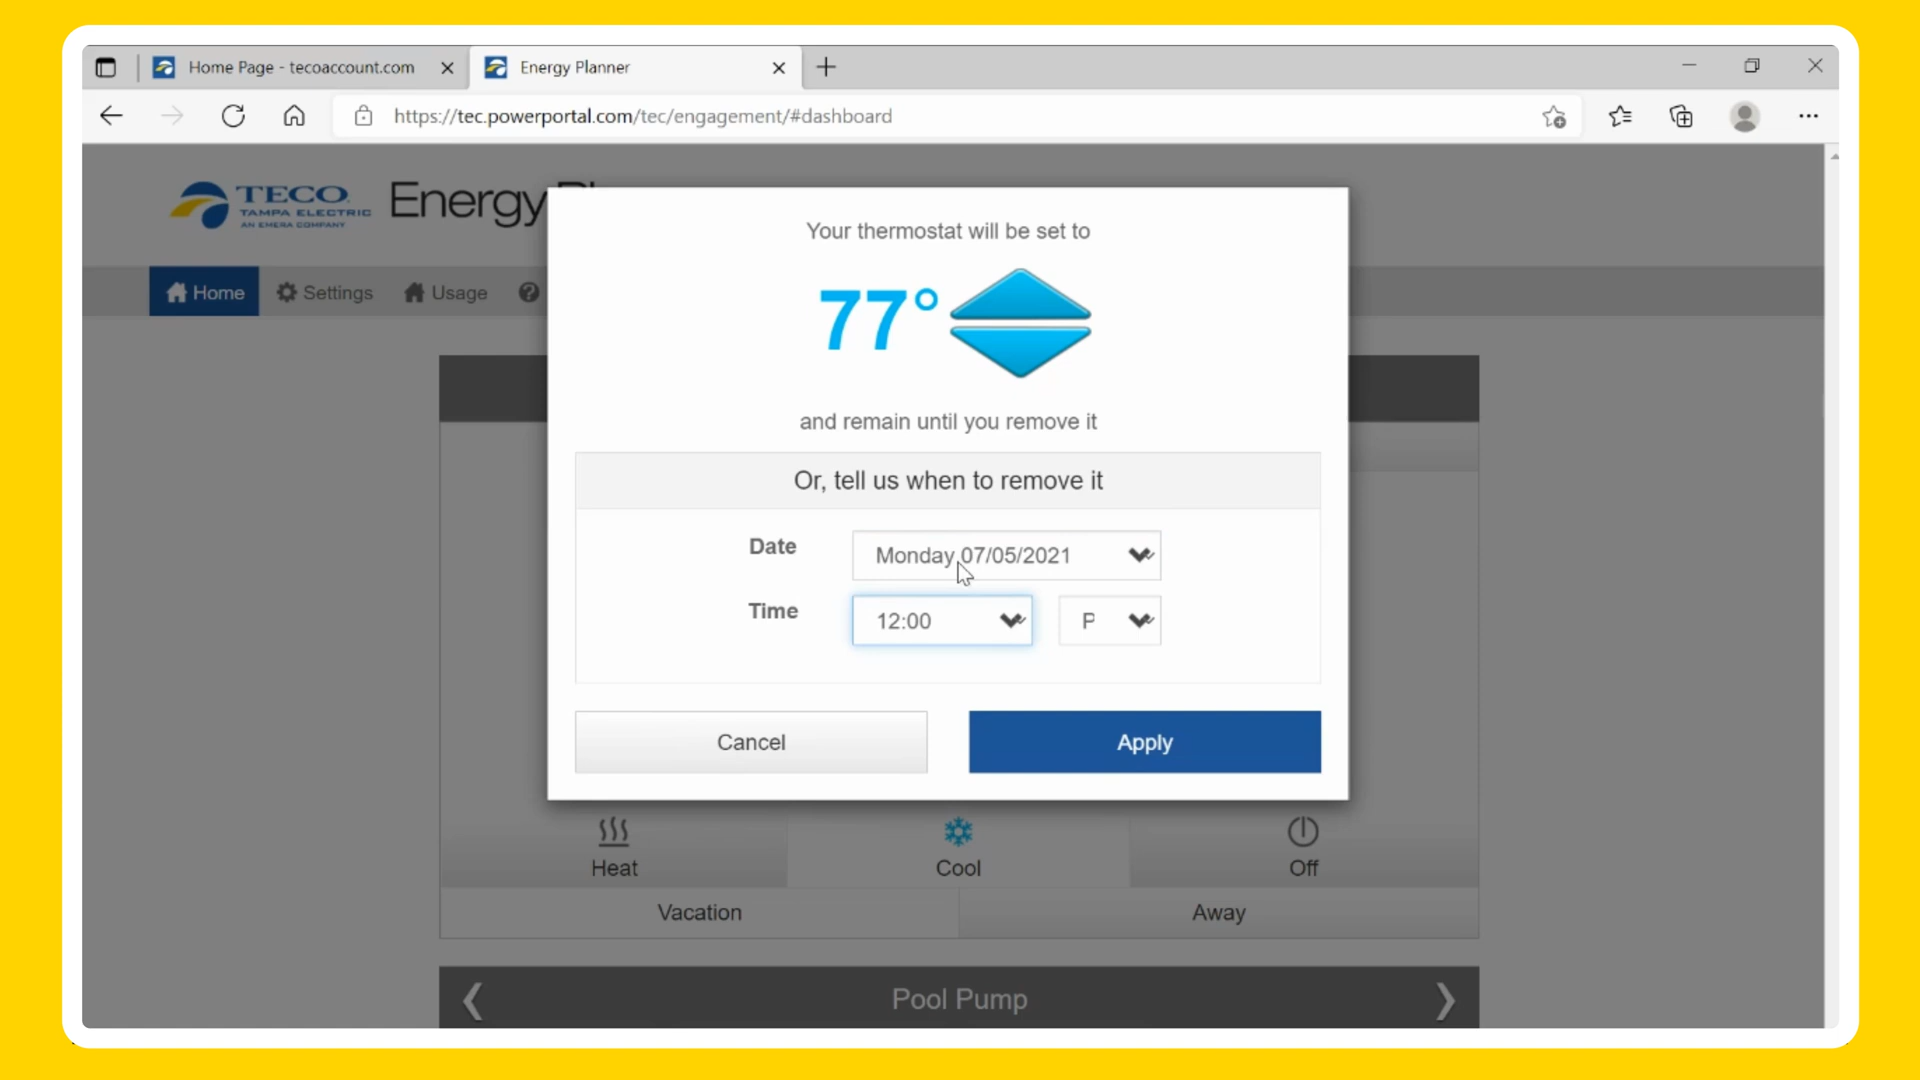 Home Page - tecoaccount.com
Energy Planner
https://tec.powerportal.com/tec/engagement/#dashboard
TECO
TAMPA ELECTRIC
AN EMERA COMPANY
Energy
Home
Settings
Usage
Your thermostat will be set to
77°
and remain until you remove it
Or, tell us when to remove it
Date
Monday 07/05/2021
Time
12:00
P
Cancel
Apply
Heat
Cool
Off
Vacation
Away
Pool Pump